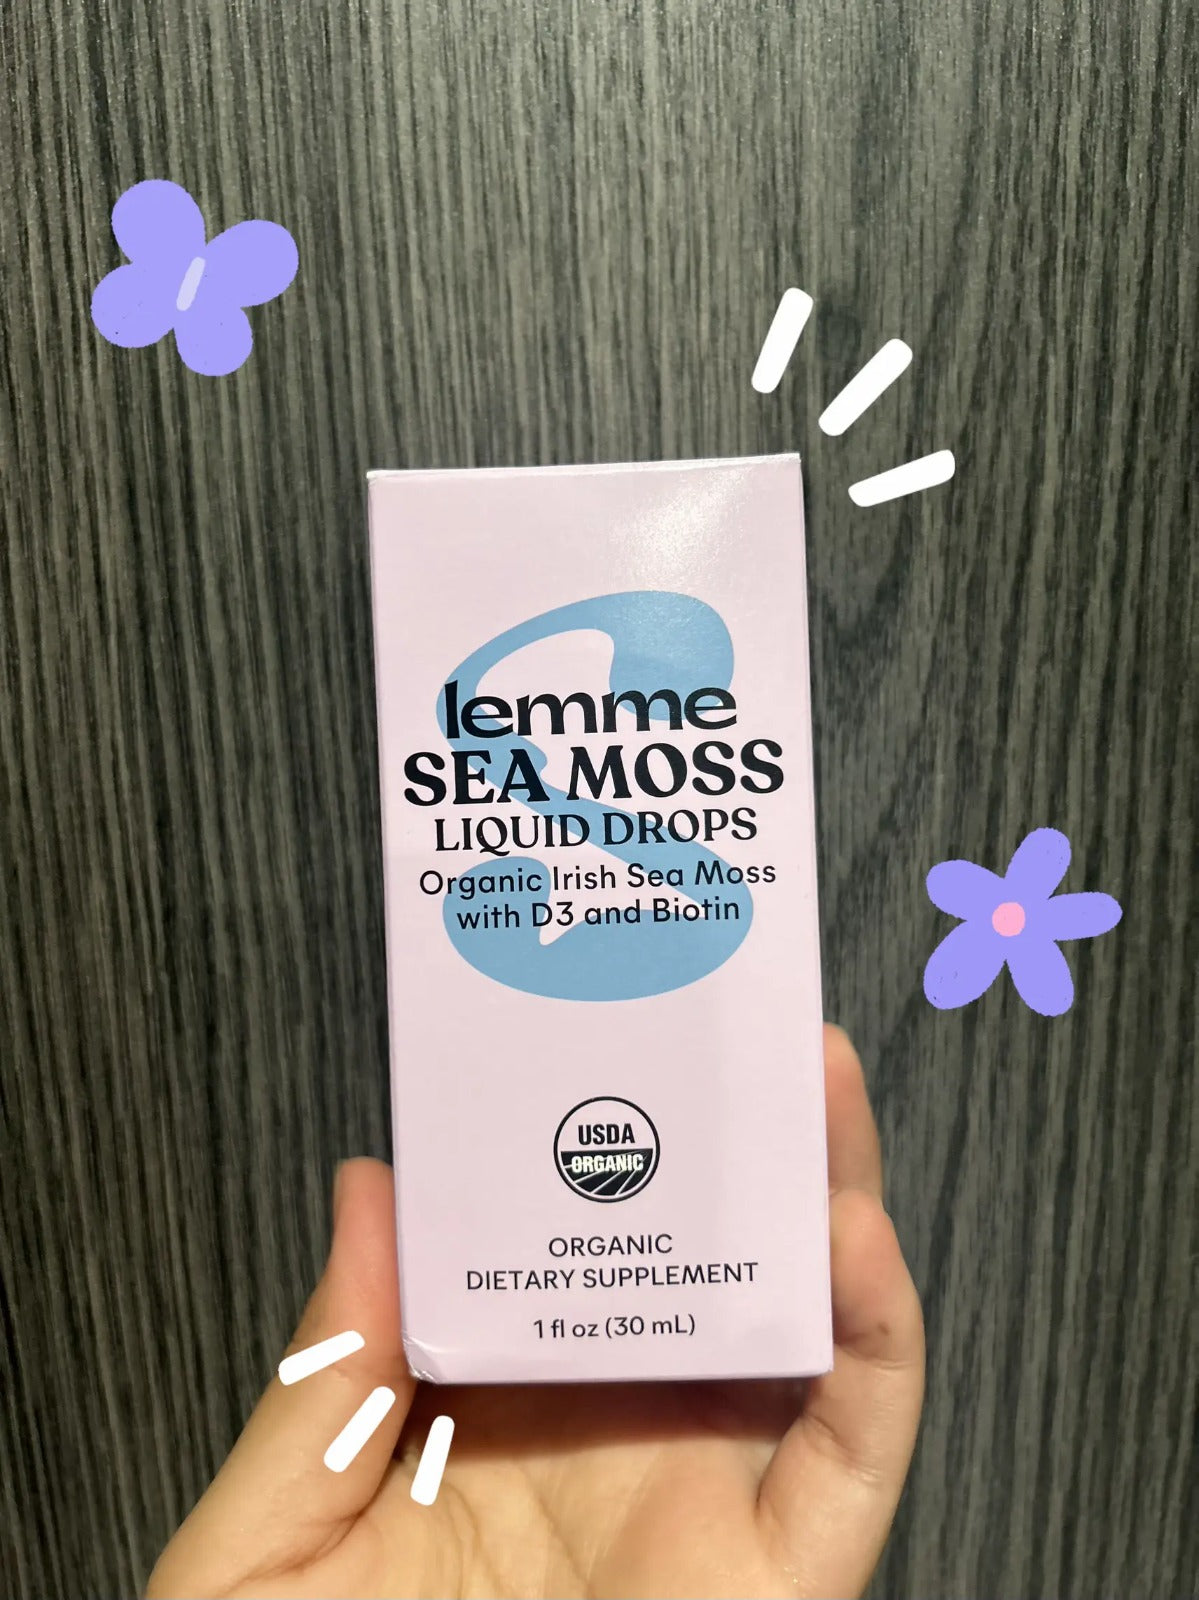 lemme
SEA MOSS
LIQUID DROPS
Organic Irish Sea Moss
with D3 and Biotin
USDA
ORGANIC
ORGANIC
DIETARY SUPPLEMENT
1 fl oz (30 mL)